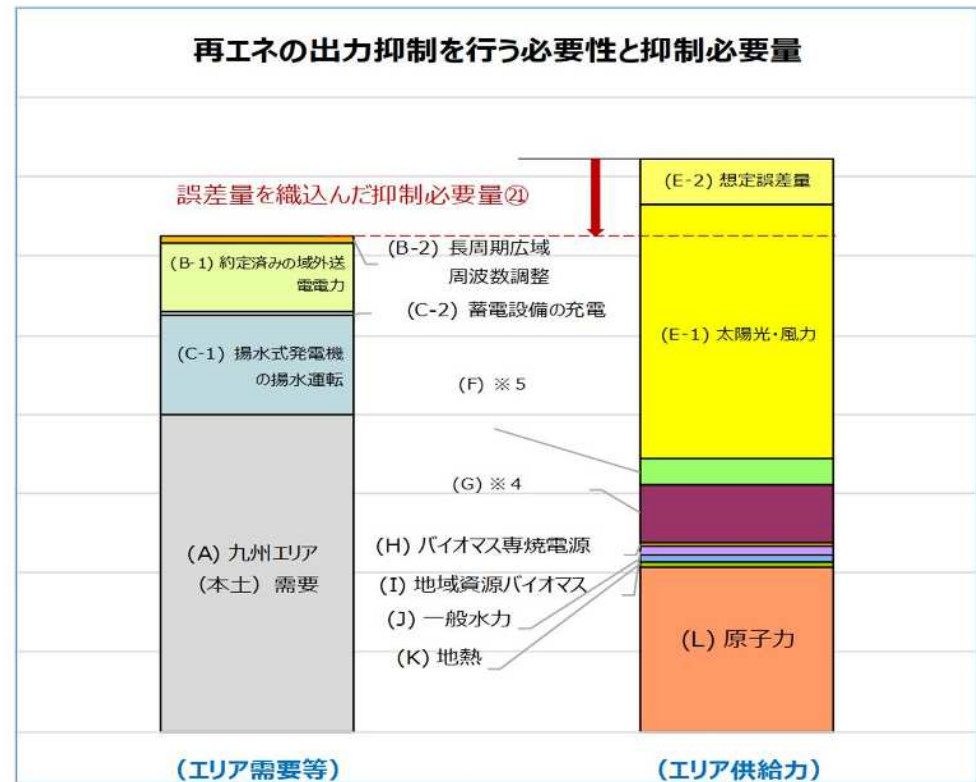 再エネの出力抑制を行う必要性と抑制必要量
誤差量を織込んだ抑制必要量㉑
(B-1) 約定済みの域外送
電電力
(C-1) 揚水式発電機
の揚水運転
(A) 九州エリア
(本土) 需要
(B-2) 長周期広域
周波数調整
(C-2) 蓄電設備の充電
(F) ※5
(G) ※4
(H) バイオマス専焼電源
(I) 地域資源バイオマス
(J) 一般水力
(K) 地熱
(E-2) 想定誤差量
(E-1) 太陽光・風力
(L) 原子力
(エリア需要等)
(エリア供給力)